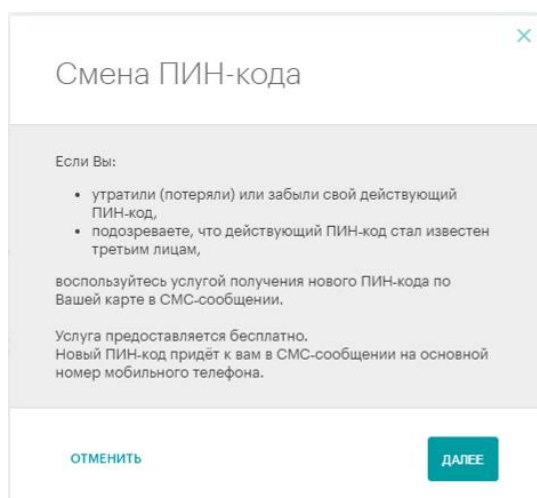 Смена ПИН-кода
Если Вы:
• утратили (потеряли) или забыли свой действующий
ПИН-код,
• подозреваете, что действующий ПИН-код стал известен
третьим лицам,
воспользуйтесь услугой получения нового ПИН-кода по
Вашей карте в СМС-сообщении.
Услуга предоставляется бесплатно.
Новый ПИН-код придёт к вам в СМС-сообщении на основной
номер мобильного телефона.
ОТМЕНИТЬ
ДАЛЕЕ